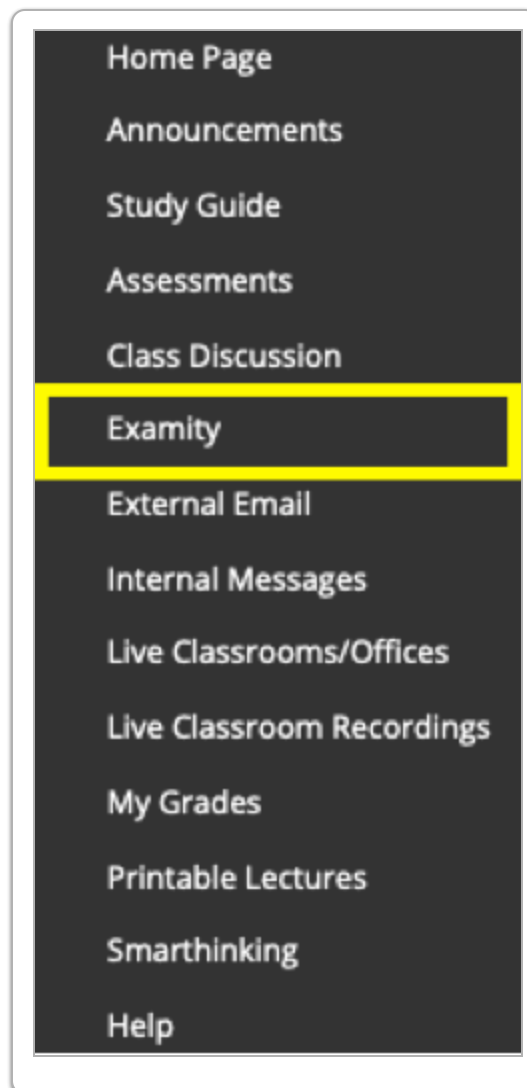 Home Page
Announcements
Study Guide
Assessments
Class Discussion
Examity
External Email
Internal Messages
Live Classrooms/Offices
Live Classroom Recordings
My Grades
Printable Lectures
Smarthinking
Help